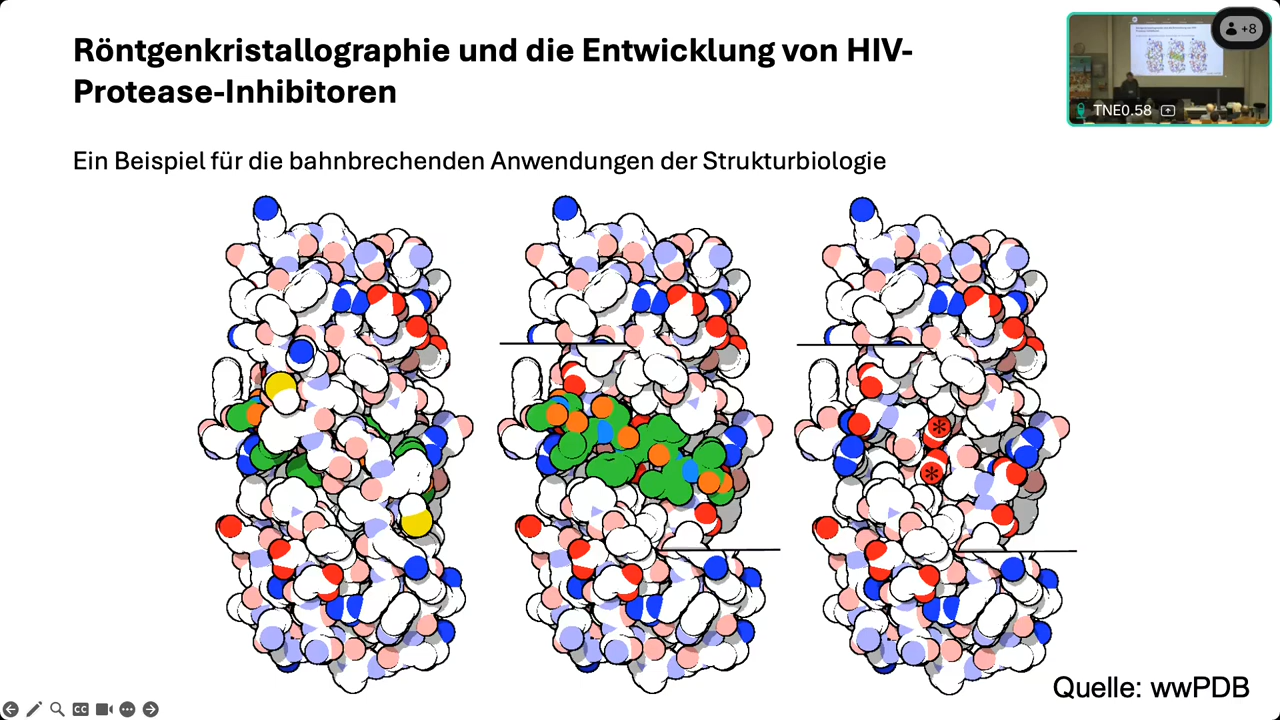 Röntgenkristallographie und die Entwicklung von HIV-
Protease-Inhibitoren
+8
TNE0.58
Ein Beispiel für die bahnbrechenden Anwendungen der Strukturbiologie
*
*
Quelle: wwPDB
CC